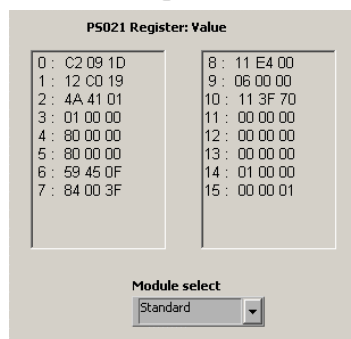 PS021 Register: Value
0 : C2 09 1D
1 : 12 C0 19
2 : 4A 41 01
3 : 01 00 00
4 : 80 00 00
5 : 80 00 00
6 : 59 45 0F
7 : 84 00 3F
8 : 11 E4 00
9 : 06 00 00
10 : 11 3F 70
11 : 00 00 00
12 : 00 00 00
13 : 00 00 00
14 : 01 00 00
15 : 00 00 01
Module select
Standard